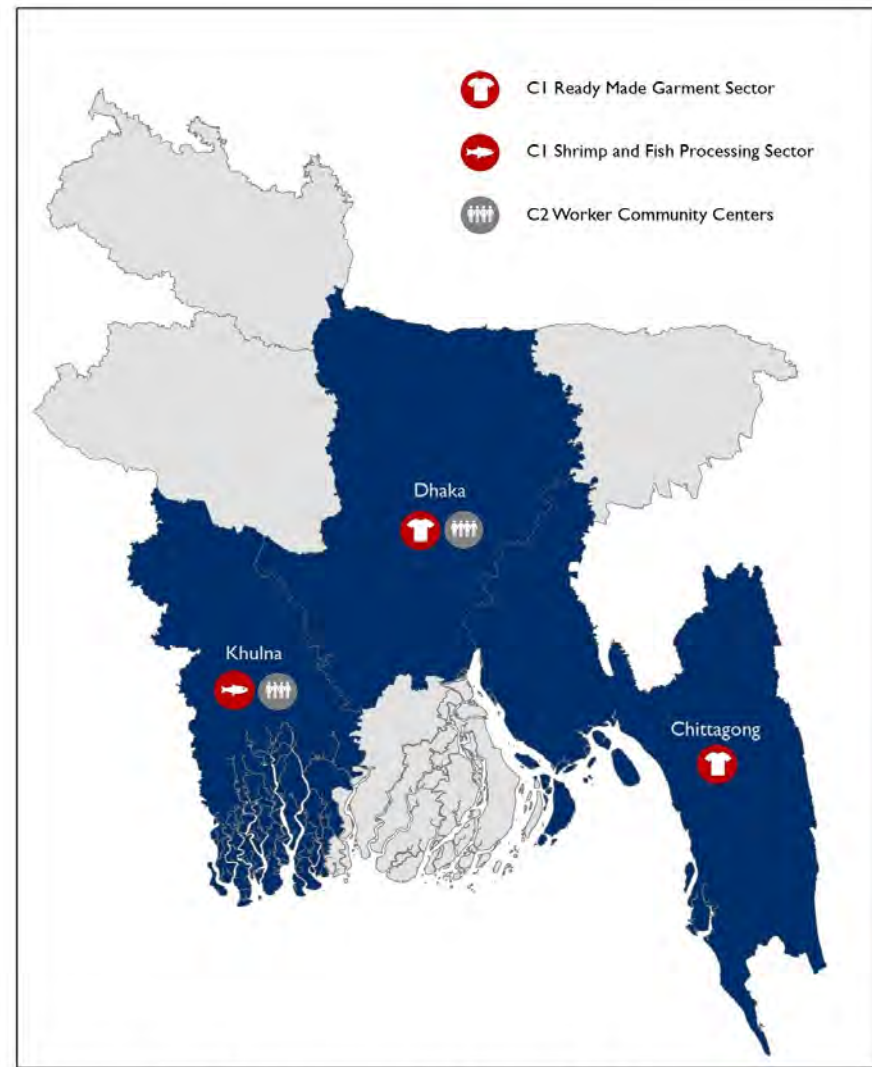 C1 Ready Made Garment Sector
C1 Shrimp and Fish Processing Sector
C2 Worker Community Centers
Dhaka
Khulna
Chittagong